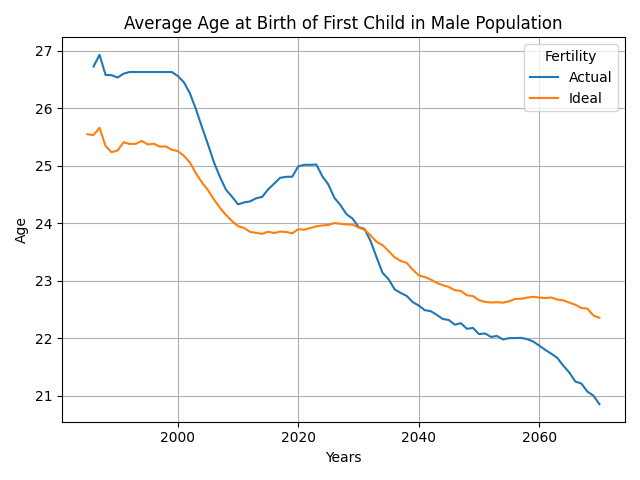 Average Age at Birth of First Child in Male Population
Fertility
Actual
Ideal
27
26
25
24
23
22
21
Age
2000
2020
2040
2060
Years